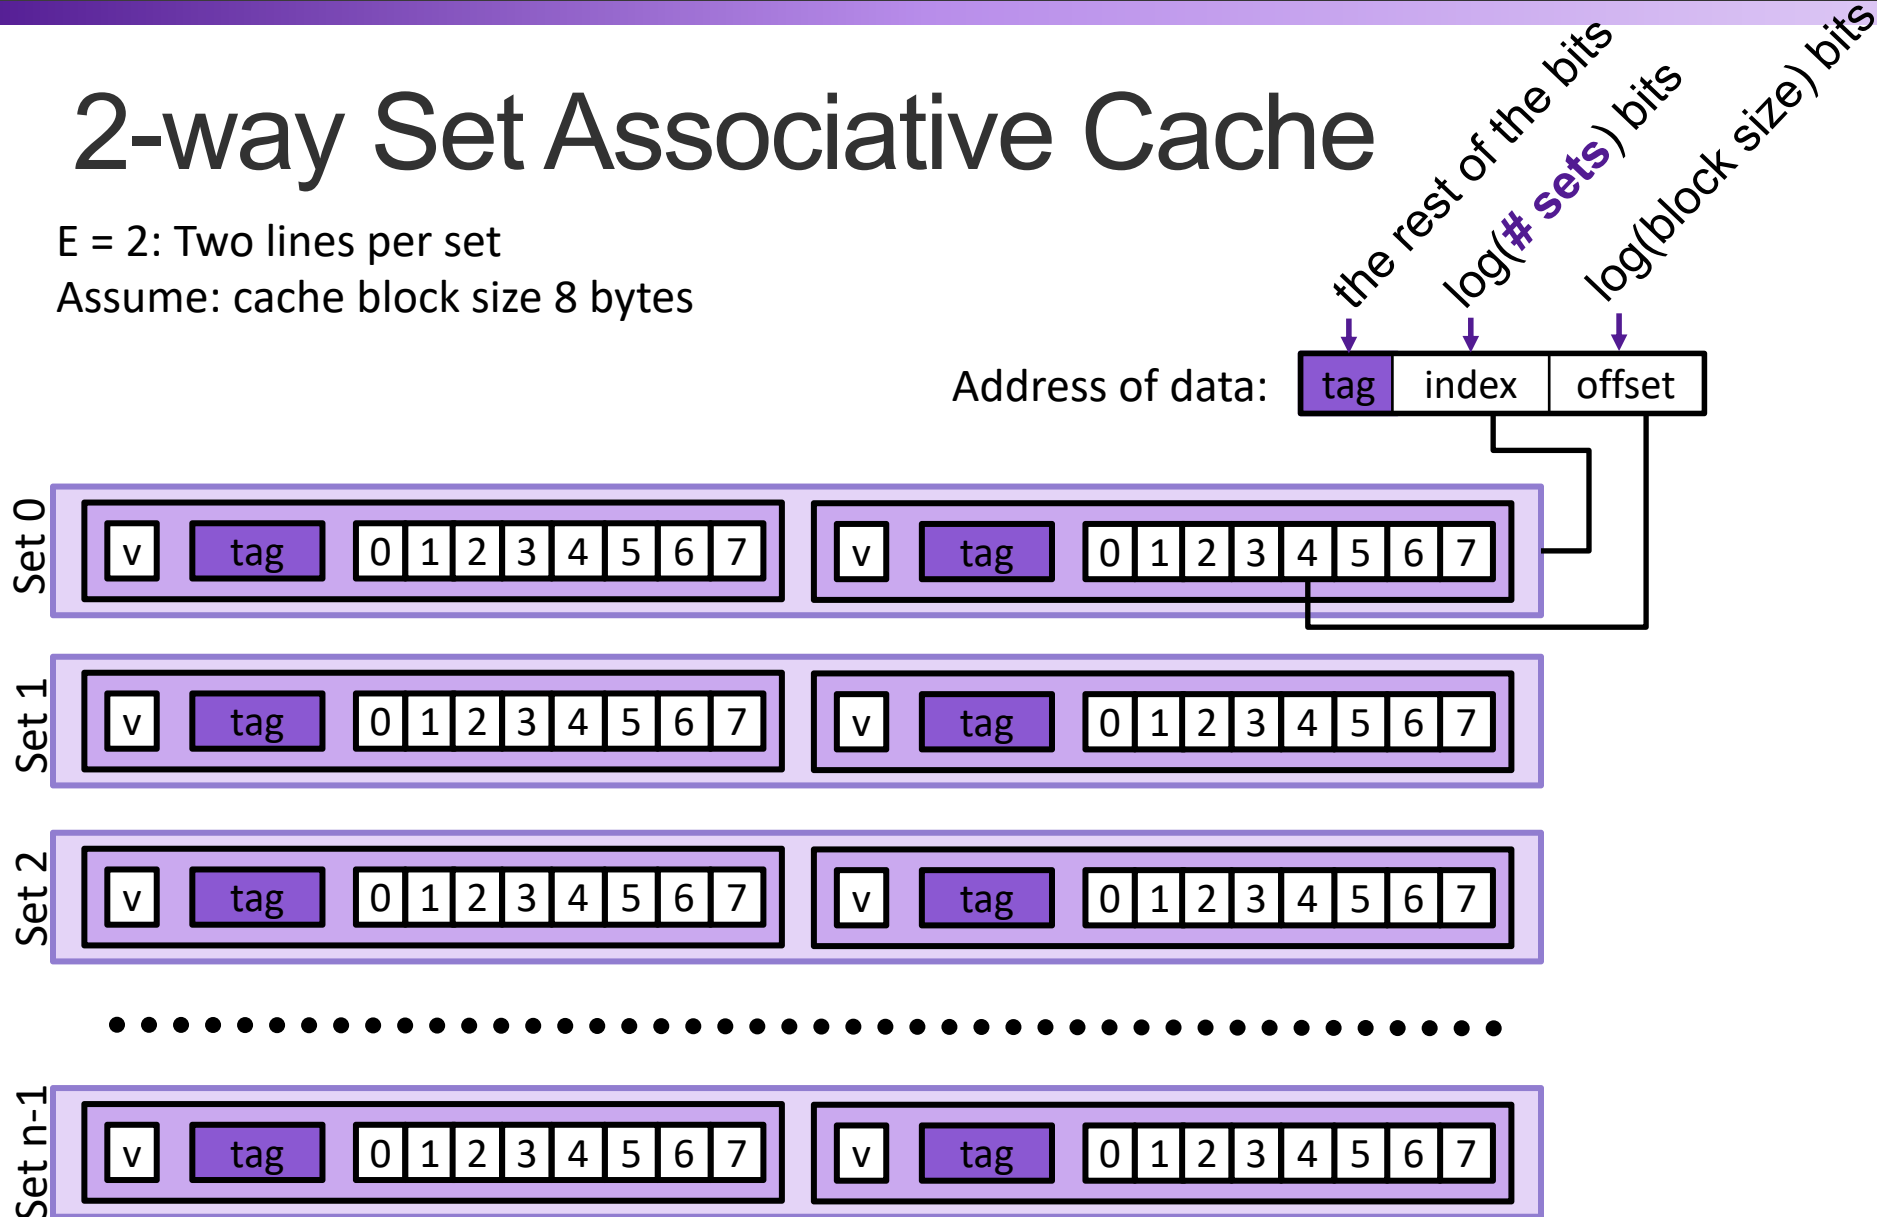 2-way Set Associative Cache
E = 2: Two lines per set
Assume: cache block size 8 bytes
the rest of the bits
log(# sets) bits
log(block size) bits
Address of data:
tag index offset
Set 0
v tag 0 1 2 3 4 5 6 7 v tag 0 1 2 3 4 5 6 7
Set 1
v tag 0 1 2 3 4 5 6 7 v tag 0 1 2 3 4 5 6 7
Set 2
v tag 0 1 2 3 4 5 6 7 v tag 0 1 2 3 4 5 6 7
Set n-1
v tag 0 1 2 3 4 5 6 7 v tag 0 1 2 3 4 5 6 7